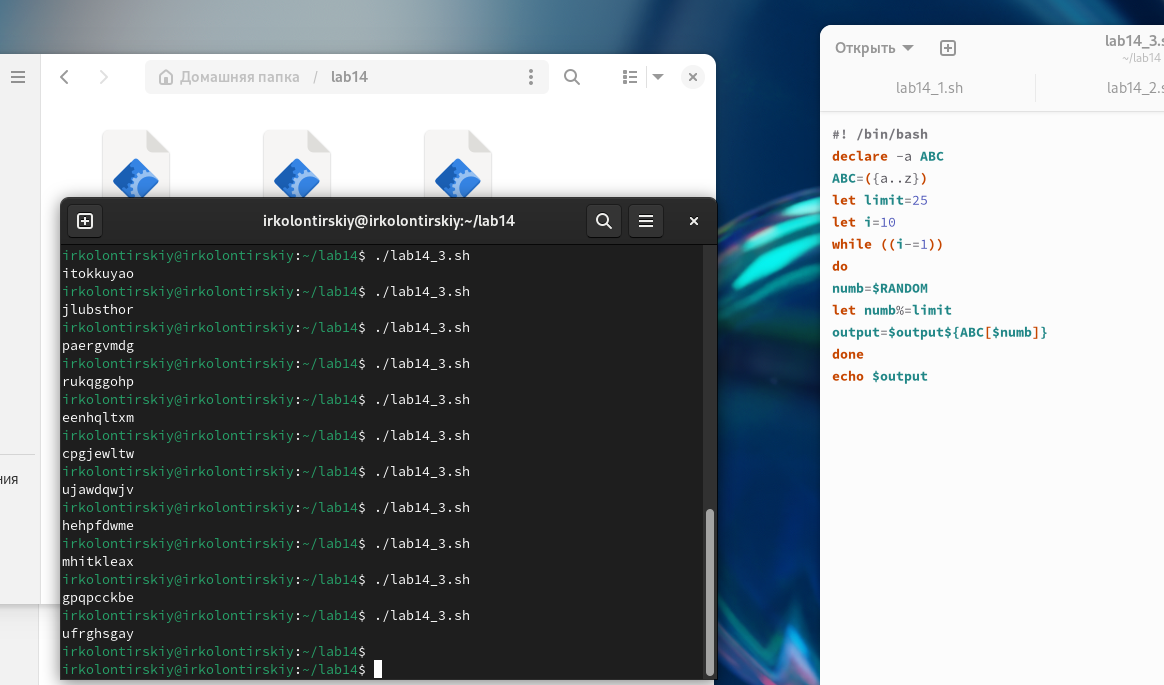 Домашняя папка / lab14
ния
irkolontirskiy@irkolontirskiy:~/lab14
irkolontirskiy@irkolontirskiy:~/lab14$ ./lab14_3.sh
itokkuyao
irkolontirskiy@irkolontirskiy:~/lab14$ ./lab14_3.sh
jlubsthor
irkolontirskiy@irkolontirskiy:~/lab14$ ./lab14_3.sh
paergvmdg
irkolontirskiy@irkolontirskiy:~/lab14$ ./lab14_3.sh
rukqggohp
irkolontirskiy@irkolontirskiy:~/lab14$ ./lab14_3.sh
eenhqltxm
irkolontirskiy@irkolontirskiy:~/lab14$ ./lab14_3.sh
cpgjewltw
irkolontirskiy@irkolontirskiy:~/lab14$ ./lab14_3.sh
ujawdqwjv
irkolontirskiy@irkolontirskiy:~/lab14$ ./lab14_3.sh
hehpfdwme
irkolontirskiy@irkolontirskiy:~/lab14$ ./lab14_3.sh
mhitkleax
irkolontirskiy@irkolontirskiy:~/lab14$ ./lab14_3.sh
gpqpcckbe
irkolontirskiy@irkolontirskiy:~/lab14$ ./lab14_3.sh
ufrghsgay
irkolontirskiy@irkolontirskiy:~/lab14$
irkolontirskiy@irkolontirskiy:~/lab14$
Открыть
lab14_3.s
~/lab14
lab14_1.sh lab14_2.s
#! /bin/bash
declare -a ABC
ABC=({a..z})
let limit=25
let i=10
while ((i-=1))
do
numb=$RANDOM
let numb%=limit
output=$output${ABC[$numb]}
done
echo $output